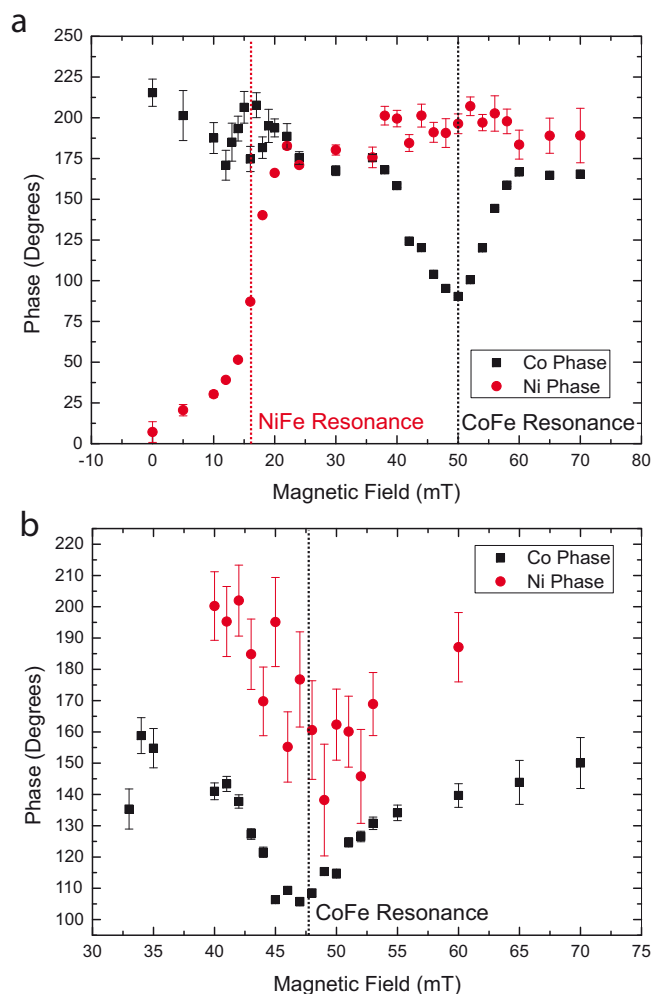 a
250
225
200
175
150
125
100
75
50
25
0
Phase (Degrees)
Co Phase
Ni Phase
NiFe Resonance
CoFe Resonance
-10 0 10 20 30 40 50 60 70 80
Magnetic Field (mT)
b
220
210
200
190
180
170
160
150
140
130
120
110
100
Phase (Degrees)
Co Phase
Ni Phase
CoFe Resonance
30 35 40 45 50 55 60 65 70 75
Magnetic Field (mT)